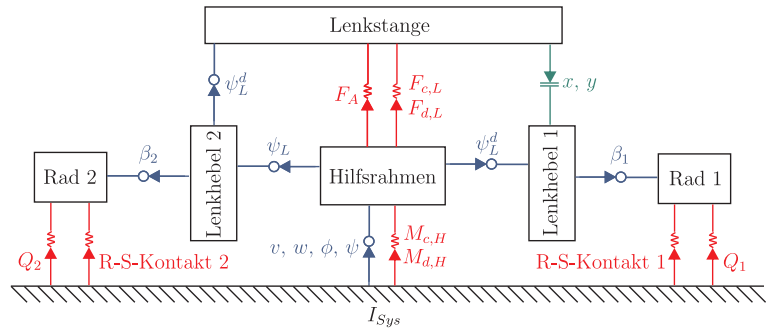 Lenkstange
ψ_L^d
F_A
F_{c,L}
F_{d,L}
x, y
Rad 2
β_2
Lenkhebel 2
ψ_L
Hilfsrahmen
ψ_L^d
Lenkhebel 1
β_1
Rad 1
Q_2
R-S-Kontakt 2
v, w, ϕ, ψ
M_{c,H}
M_{d,H}
R-S-Kontakt 1
Q_1
I_{Sys}